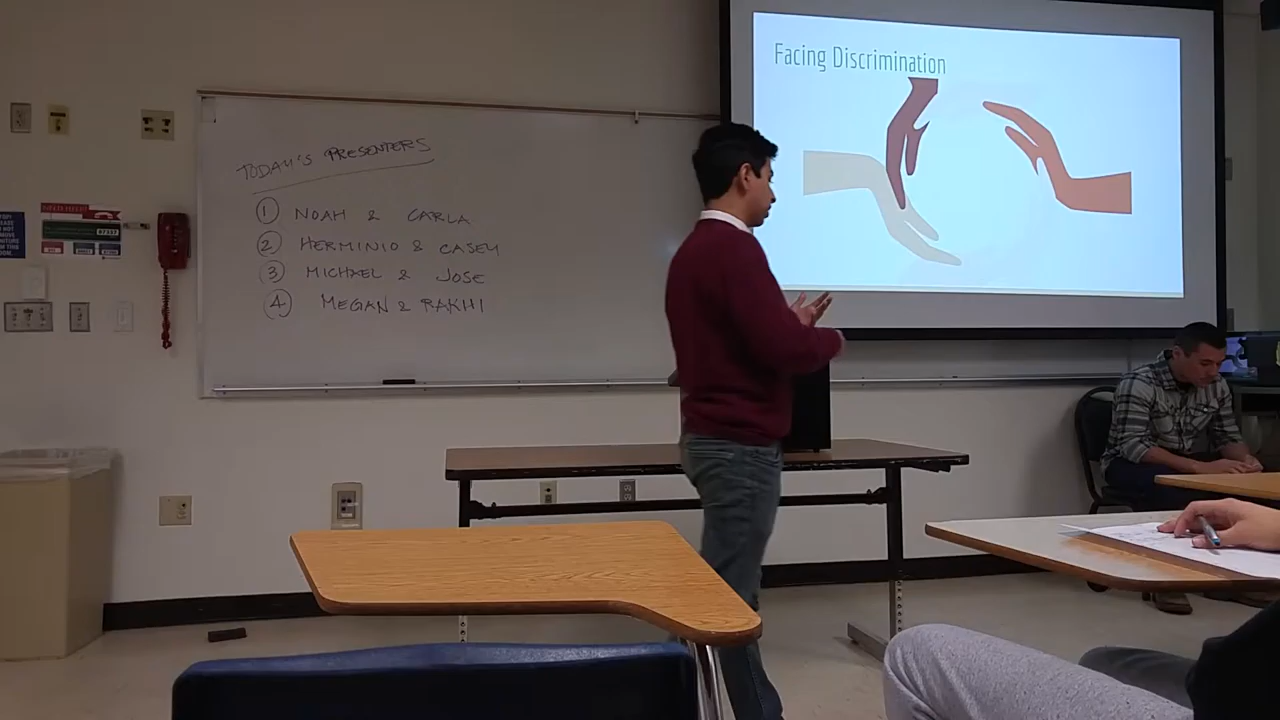 Facing Discrimination
TODAY'S PRESENTERS
1 NOAH & CARLA
2 HERMINIO & CASEY
3 MICHAEL & JOSE
4 MEGAN & RAKHI